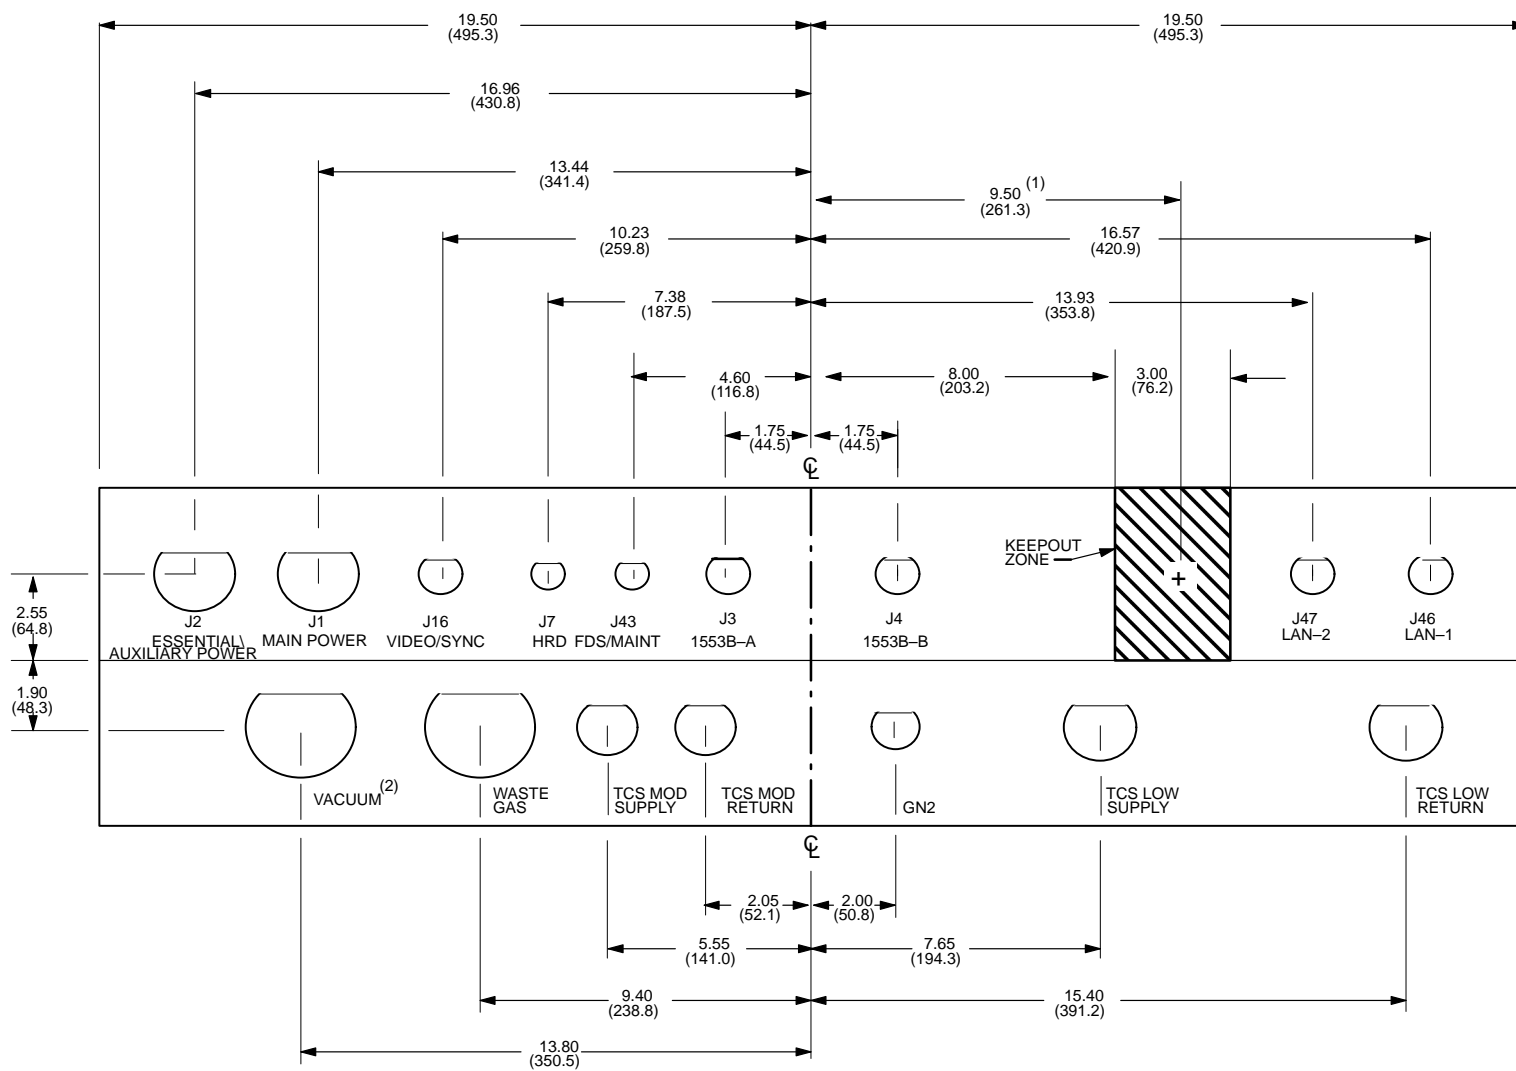 19.50
(495.3)
19.50
(495.3)
16.96
(430.8)
13.44
(341.4)
9.50 (1)
(261.3)
10.23
(259.8)
16.57
(420.9)
7.38
(187.5)
13.93
(353.8)
4.60
(116.8)
8.00
(203.2)
3.00
(76.2)
1.75
(44.5)
1.75
(44.5)
℄
KEEPOUT
ZONE
+
2.55
(64.8)
J2
ESSENTIAL\
AUXILIARY POWER
J1
MAIN POWER
J16
VIDEO/SYNC
J7
HRD
J43
FDS/MAINT
J3
1553B–A
J4
1553B–B
J47
LAN–2
J46
LAN–1
1.90
(48.3)
VACUUM (2)
WASTE
GAS
TCS MOD
SUPPLY
TCS MOD
RETURN
GN2
TCS LOW
SUPPLY
TCS LOW
RETURN
℄
2.05
(52.1)
2.00
(50.8)
5.55
(141.0)
7.65
(194.3)
9.40
(238.8)
15.40
(391.2)
13.80
(350.5)